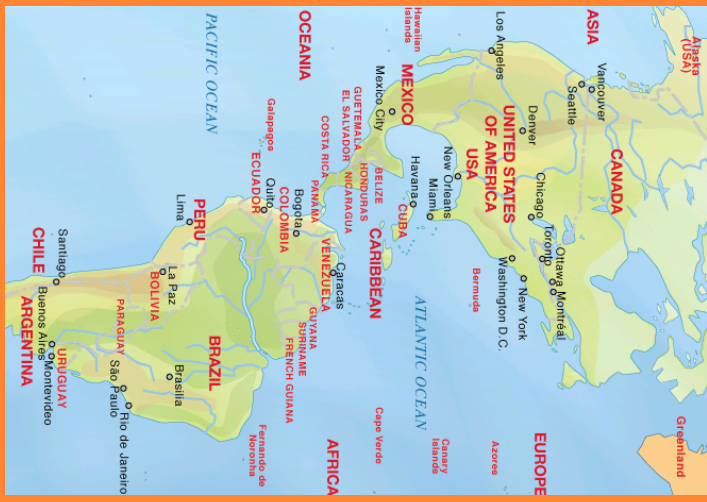 Alaska
(USA)
Greenland
CANADA
Vancouver
ASIA
Seattle
Ottawa
Montréal
Toronto
EUROPE
Chicago
Denver
New York
UNITED STATES
OF AMERICA
Washington D.C.
Los Angeles
Azores
Bermuda
USA
New Orleans
Canary
Islands
Miami
ATLANTIC OCEAN
Hawaiian
Islands
Havana
MEXICO
CUBA
BELIZE
Mexico City
Cape Verde
CARIBBEAN
HONDURAS
GUETEMALA
EL SALVADOR
NICARAGUA
Caracas
AFRICA
VENEZUELA
COSTA RICA
PANAMA
GUYANA
OCEANIA
SURINAME
Bogota
FRENCH GUIANA
COLOMBIA
Galapagos
Quito
Fernando de
Noronha
ECUADOR
BRAZIL
PACIFIC OCEAN
PERU
Lima
Brasilia
La Paz
BOLIVIA
Rio de Janeiro
PARAGUAY
São Paulo
URUGUAY
Santiago
Montevideo
Buenos Aires
CHILE
ARGENTINA